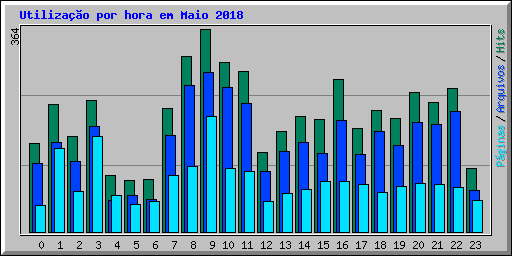 Utilização por hora em Maio 2018
364
Páginas / Arquivos / Hits
0 1 2 3 4 5 6 7 8 9 10 11 12 13 14 15 16 17 18 19 20 21 22 23